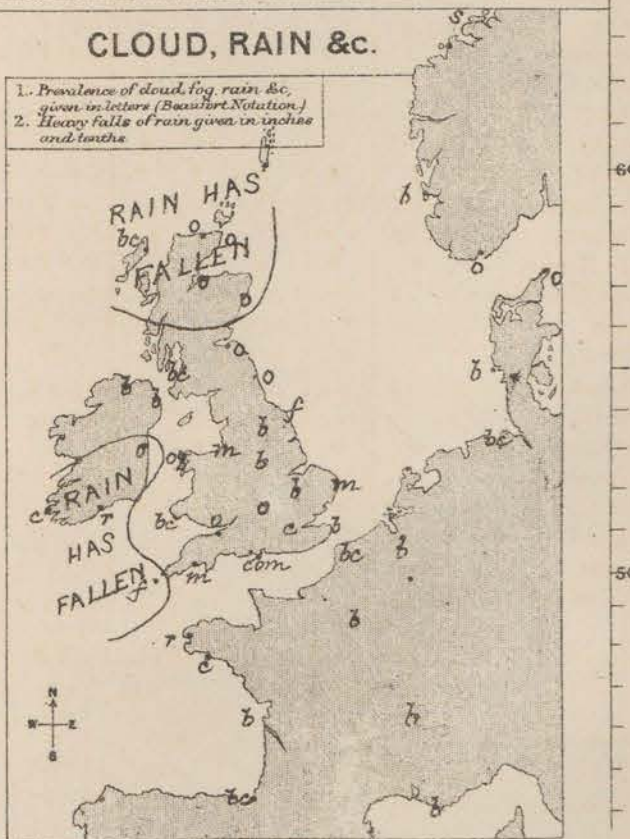 CLOUD, RAIN &c.
1. Prevalence of cloud, fog, rain &c,
given in letters (Beaufort Notation)
2. Heavy falls of rain given in inches
and tenths
S
60
b
RAIN HAS
bc
o
o
FALLEN
o
o
o
o
bc
o
o
b
b
b
f
b
bc
o
m
b
b
m
RAIN
c
r
bc
o
o
c
b
HAS
com
bc
b
50
FALLEN
f
m
b
r
c
N
W
E
S
b
b
bc
b